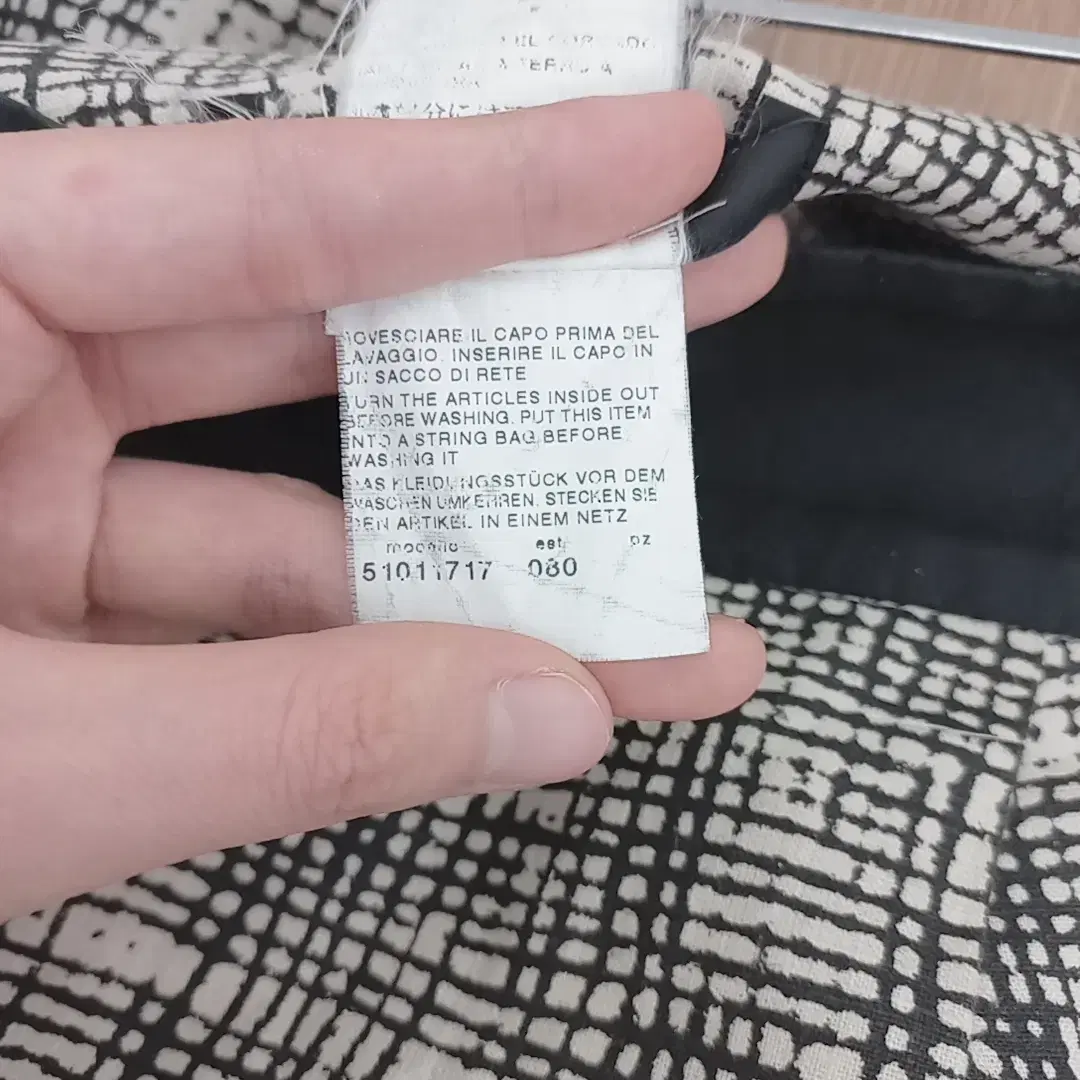 ROVESCIARE IL CAPO PRIMA DEL
LAVAGGIO. INSERIRE IL CAPO IN
UN SACCO DI RETE
TURN THE ARTICLES INSIDE OUT
BEFORE WASHING. PUT THIS ITEM
INTO A STRING BAG BEFORE
WASHING IT
DAS KLEIDUNGSSTÜCK VOR DEM
WASCHEN UMKEHREN. STECKEN SIE
DEN ARTIKEL IN EINEM NETZ
modello est pz
51011717 060